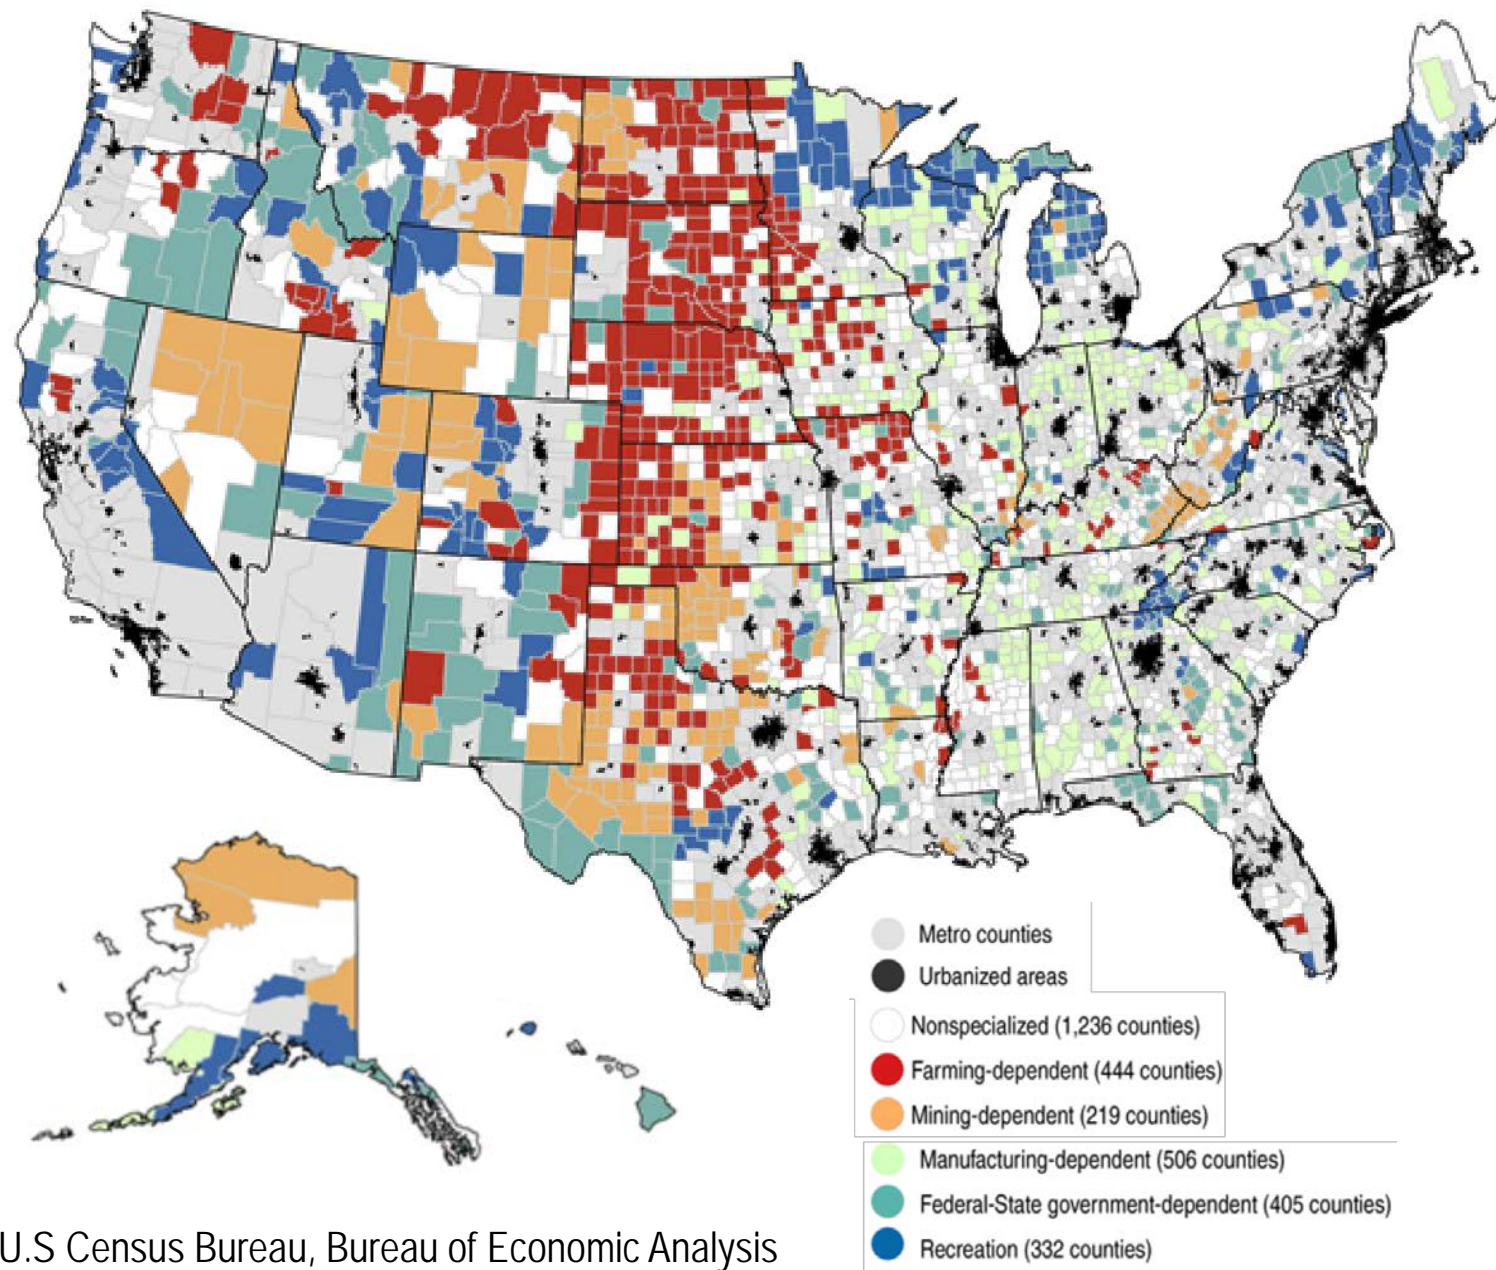 Metro counties
Urbanized areas
Nonspecialized (1,236 counties)
Farming-dependent (444 counties)
Mining-dependent (219 counties)
Manufacturing-dependent (506 counties)
Federal-State government-dependent (405 counties)
Recreation (332 counties)
U.S Census Bureau, Bureau of Economic Analysis